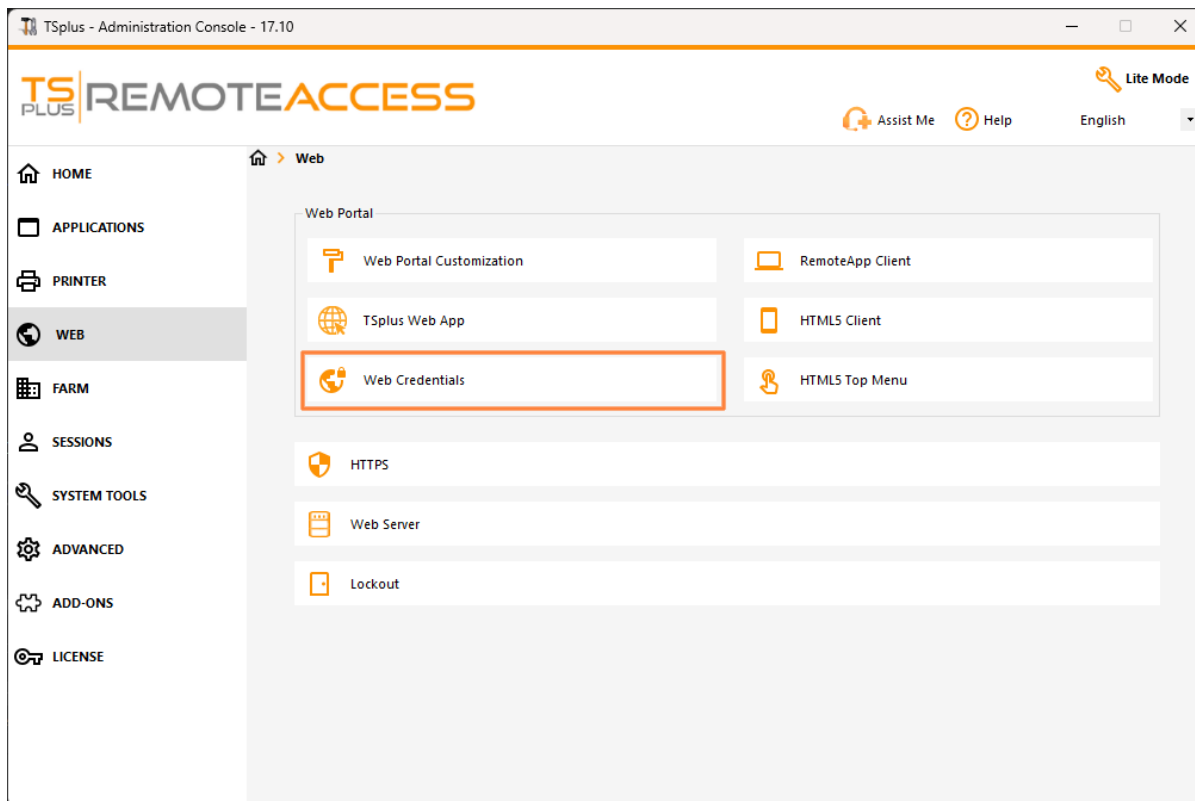 TSplus - Administration Console - 17.10
TS PLUS REMOTEACCESS
Lite Mode
Assist Me
Help
English
HOME
APPLICATIONS
PRINTER
WEB
FARM
SESSIONS
SYSTEM TOOLS
ADVANCED
ADD-ONS
LICENSE
> Web
Web Portal
Web Portal Customization
RemoteApp Client
TSplus Web App
HTML5 Client
Web Credentials
HTML5 Top Menu
HTTPS
Web Server
Lockout